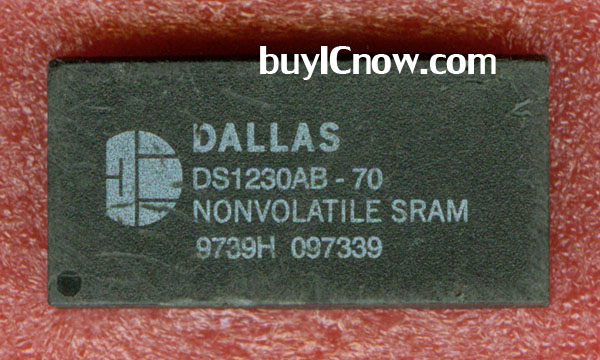 buyICnow.com
DALLAS
DS1230AB-70
NONVOLATILE SRAM
9739H 097339